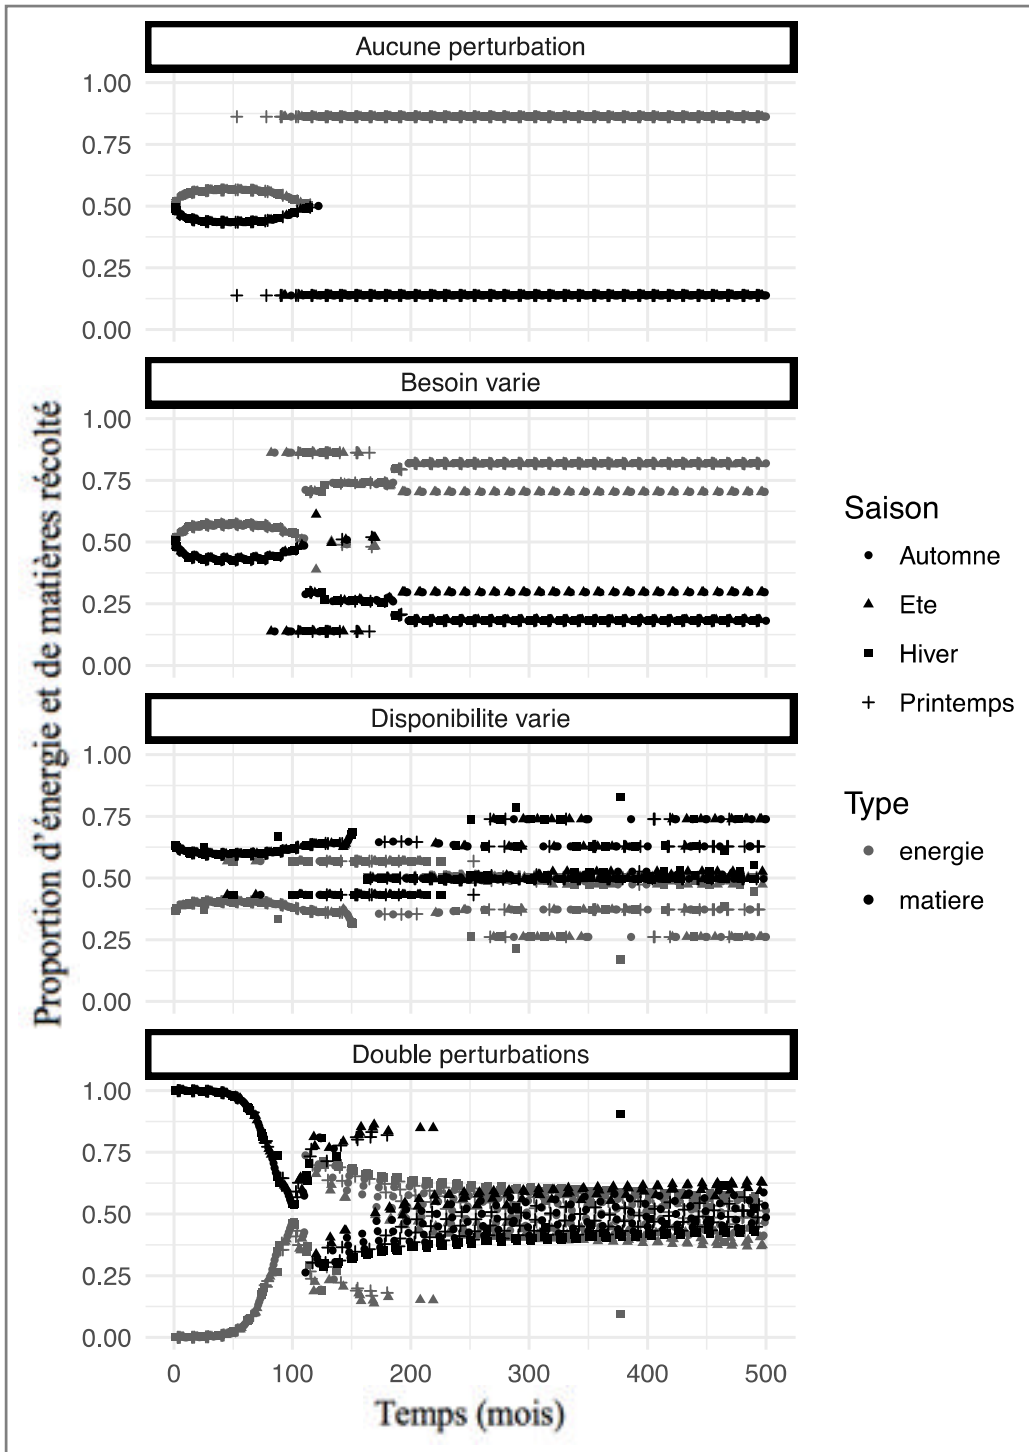 Aucune perturbation
1.00
0.75
0.50
0.25
0.00
Besoin varie
1.00
0.75
0.50
0.25
0.00
Disponibilite varie
1.00
0.75
0.50
0.25
0.00
Double perturbations
1.00
0.75
0.50
0.25
0.00
0 100 200 300 400 500
Temps (mois)
Proportion d'énergie et de matières récolté
Saison
Automne
Ete
Hiver
Printemps
Type
energie
matiere